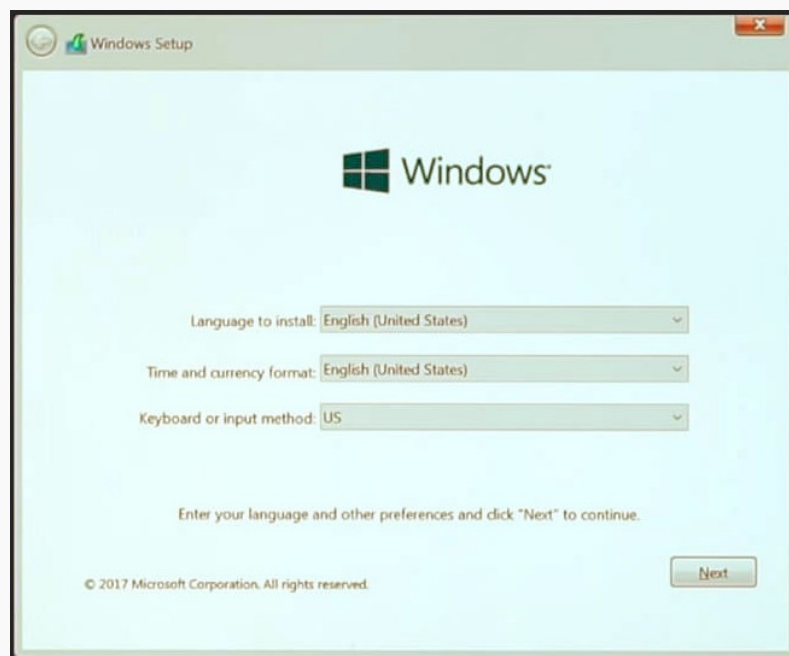 Windows Setup
Windows
Language to install: English (United States)
Time and currency format: English (United States)
Keyboard or input method: US
Enter your language and other preferences and click "Next" to continue.
Next
© 2017 Microsoft Corporation. All rights reserved.